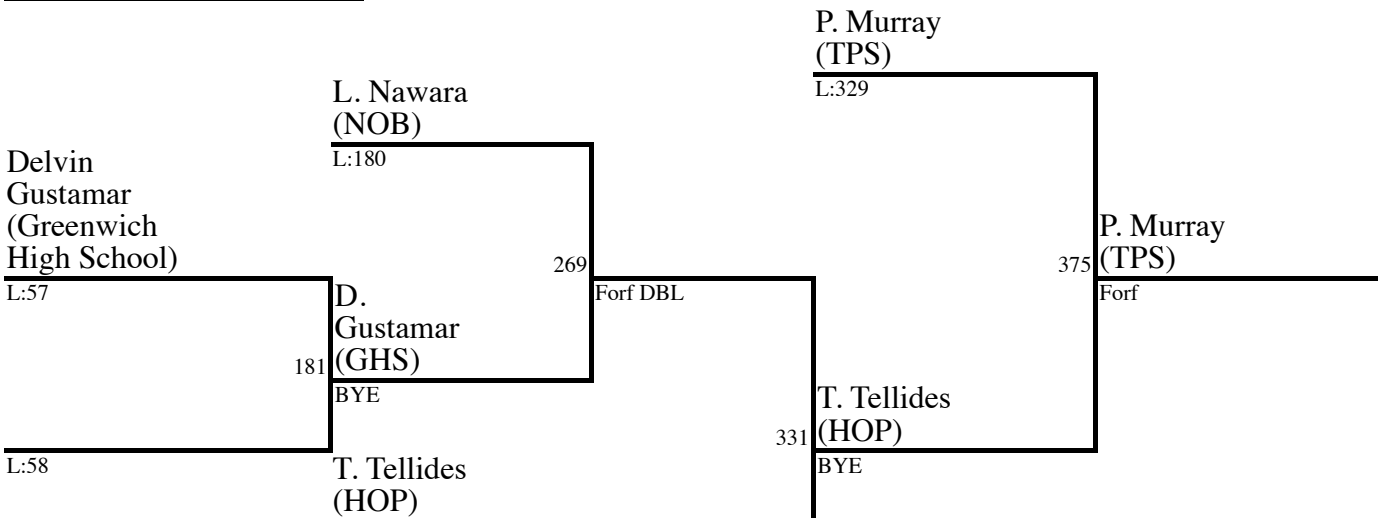 P. Murray
(TPS)
L:329
L. Nawara
(NOB)
L:180
Delvin
Gustamar
(Greenwich
High School)
L:57
269
Forf DBL
375
P. Murray
(TPS)
Forf
D.
Gustamar
(GHS)
181
BYE
T. Tellides
(HOP)
331
BYE
L:58
T. Tellides
(HOP)